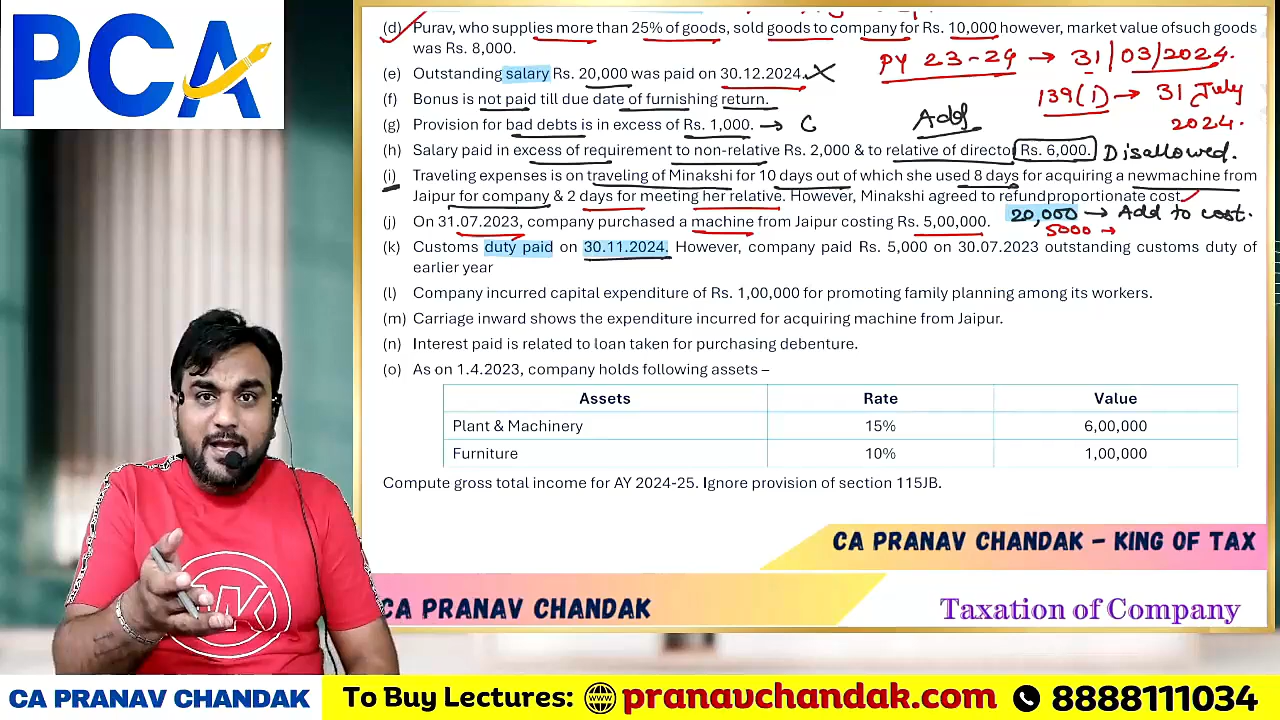 PCA
(d) Purav, who supplies more than 25% of goods, sold goods to company for Rs. 10,000 however, market value ofsuch goods
was Rs. 8,000.
PY 23-24 → 31/03/2024.
(e) Outstanding salary Rs. 20,000 was paid on 30.12.2024. X
139(1) → 31 July
2024.
(f) Bonus is not paid till due date of furnishing return.
(g) Provision for bad debts is in excess of Rs. 1,000. →
Add
(h) Salary paid in excess of requirement to non-relative Rs. 2,000 & to relative of director Rs. 6,000. Disallowed.
(i) Traveling expenses is on traveling of Minakshi for 10 days out of which she used 8 days for acquiring a newmachine from
Jaipur for company & 2 days for meeting her relative. However, Minakshi agreed to refundproportionate cost.
20,000 → Add to cost.
5000 →
(j) On 31.07.2023, company purchased a machine from Jaipur costing Rs. 5,00,000.
(k) Customs duty paid on 30.11.2024. However, company paid Rs. 5,000 on 30.07.2023 outstanding customs duty of
earlier year
(l) Company incurred capital expenditure of Rs. 1,00,000 for promoting family planning among its workers.
(m) Carriage inward shows the expenditure incurred for acquiring machine from Jaipur.
(n) Interest paid is related to loan taken for purchasing debenture.
(o) As on 1.4.2023, company holds following assets –
Assets Rate Value
Plant & Machinery 15% 6,00,000
Furniture 10% 1,00,000
Compute gross total income for AY 2024-25. Ignore provision of section 115JB.
CA PRANAV CHANDAK – KING OF TAX
CA PRANAV CHANDAK
Taxation of Company
CA PRANAV CHANDAK
To Buy Lectures: pranavchandak.com 8888111034